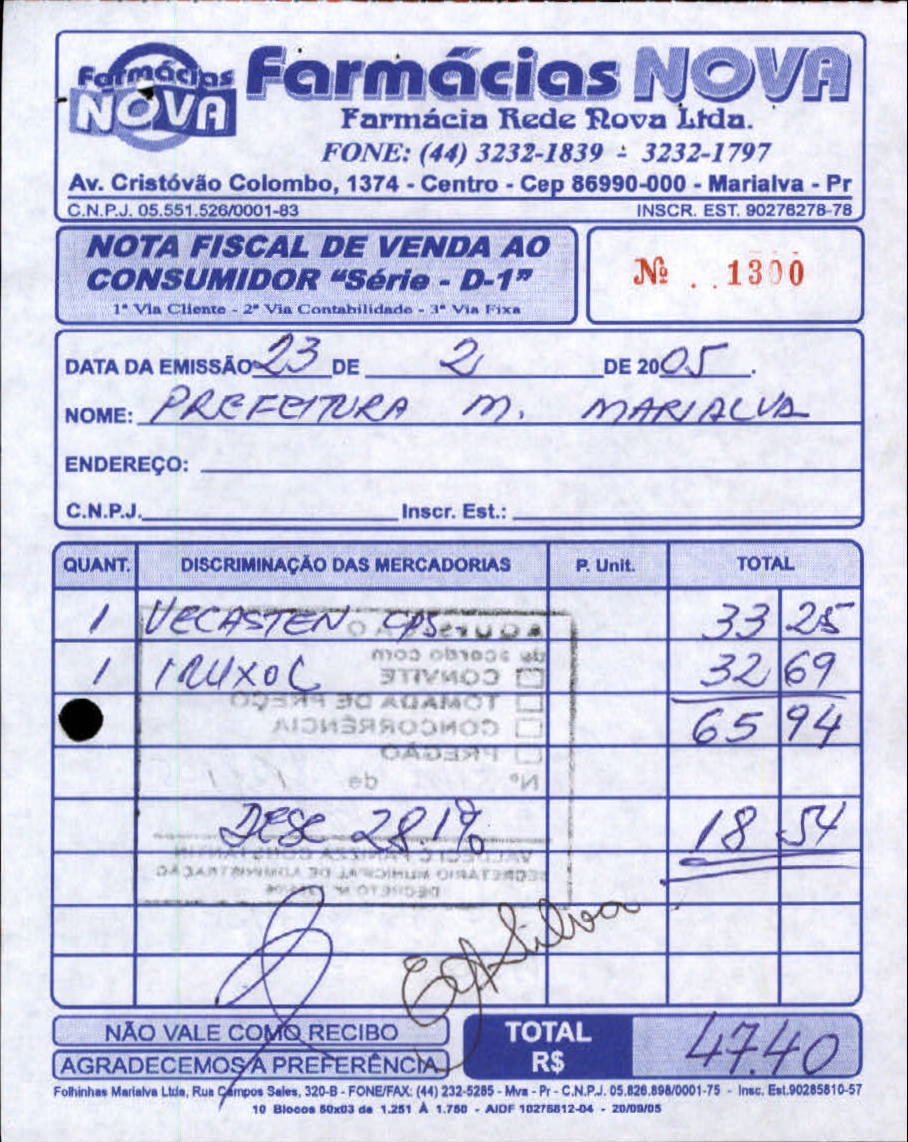 Farmácias NOVA
Farmácias NOVA
Farmácia Rede Nova Ltda.
FONE: (44) 3232-1839 - 3232-1797
Av. Cristóvão Colombo, 1374 - Centro - Cep 86990-000 - Marialva - Pr
C.N.P.J. 05.551.526/0001-83 INSCR. EST. 90276278-78
NOTA FISCAL DE VENDA AO
CONSUMIDOR "Série - D-1"
1ª Via Cliente - 2ª Via Contabilidade - 3ª Via Fixa
Nº . . 1300
DATA DA EMISSÃO 23 DE 2 DE 2005.
NOME: PREFEITURA M. MARIALVA
ENDEREÇO:
C.N.P.J. Inscr. Est.:
QUANT. DISCRIMINAÇÃO DAS MERCADORIAS P. Unit. TOTAL
1 VECASTEN CPS 33 25
1 IRUXOL 32 69
65 94
de acordo com
CONVITE
TOMADA DE PREÇO
CONCORRÊNCIA
PREGÃO
Nº de
DESC 28,1% 18 54
SECRETARIO MUNICIPAL DE ADMINISTRAÇÃO
DECRETO Nº
EgpSilva
NÃO VALE COMO RECIBO
AGRADECEMOS A PREFERÊNCIA
TOTAL R$ 47.40
Folhinhas Marialva Ltda, Rua Campos Sales, 320-B - FONE/FAX: (44) 232-5285 - Mva - Pr - C.N.P.J. 05.826.898/0001-75 - Insc. Est.90285810-57
10 Blocos 50x03 de 1.251 À 1.750 - AIDF 10275812-04 - 20/09/05